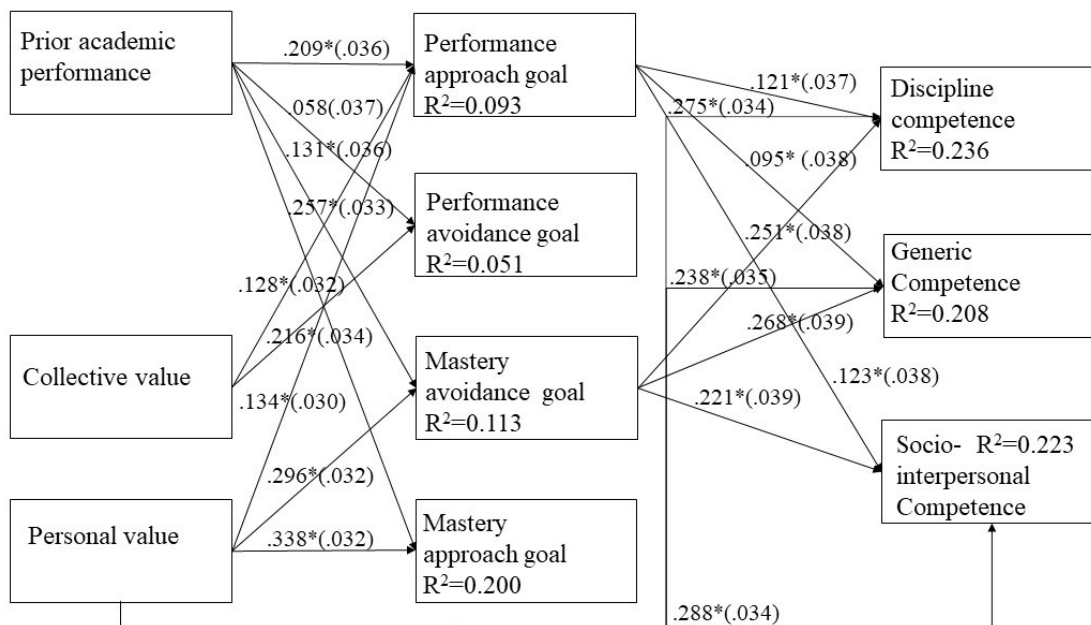 Prior academic
performance
Collective value
Personal value
.209*(.036)
.058(.037)
.131*(.036)
.257*(.033)
.128*(.032)
.216*(.034)
.134*(.030)
.296*(.032)
.338*(.032)
Performance
approach goal
R²=0.093
Performance
avoidance goal
R²=0.051
Mastery
avoidance goal
R²=0.113
Mastery
approach goal
R²=0.200
.121*(.037)
.275*(.034)
.095* (.038)
.251*(.038)
.238*(.035)
.268*(.039)
.123*(.038)
.221*(.039)
.288*(.034)
Discipline
competence
R²=0.236
Generic
Competence
R²=0.208
Socio- R²=0.223
interpersonal
Competence